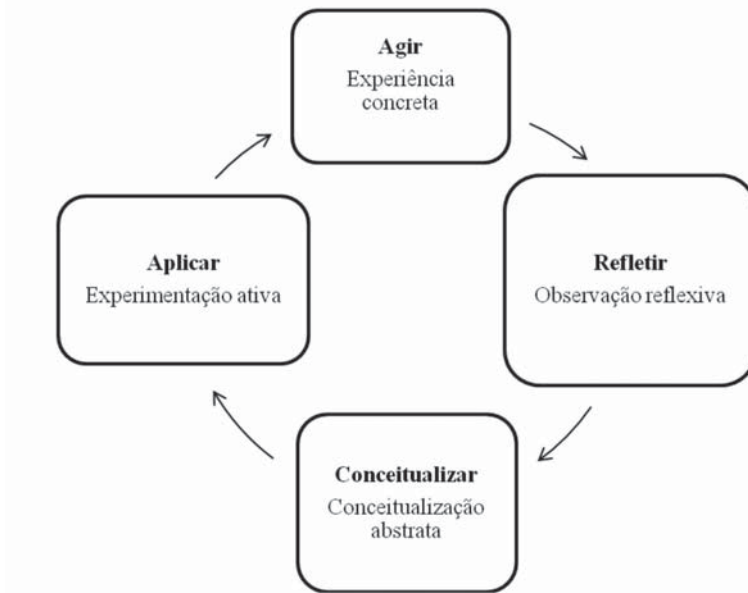 Agir
Experiência
concreta
Aplicar
Experimentação ativa
Refletir
Observação reflexiva
Conceitualizar
Conceitualização
abstrata